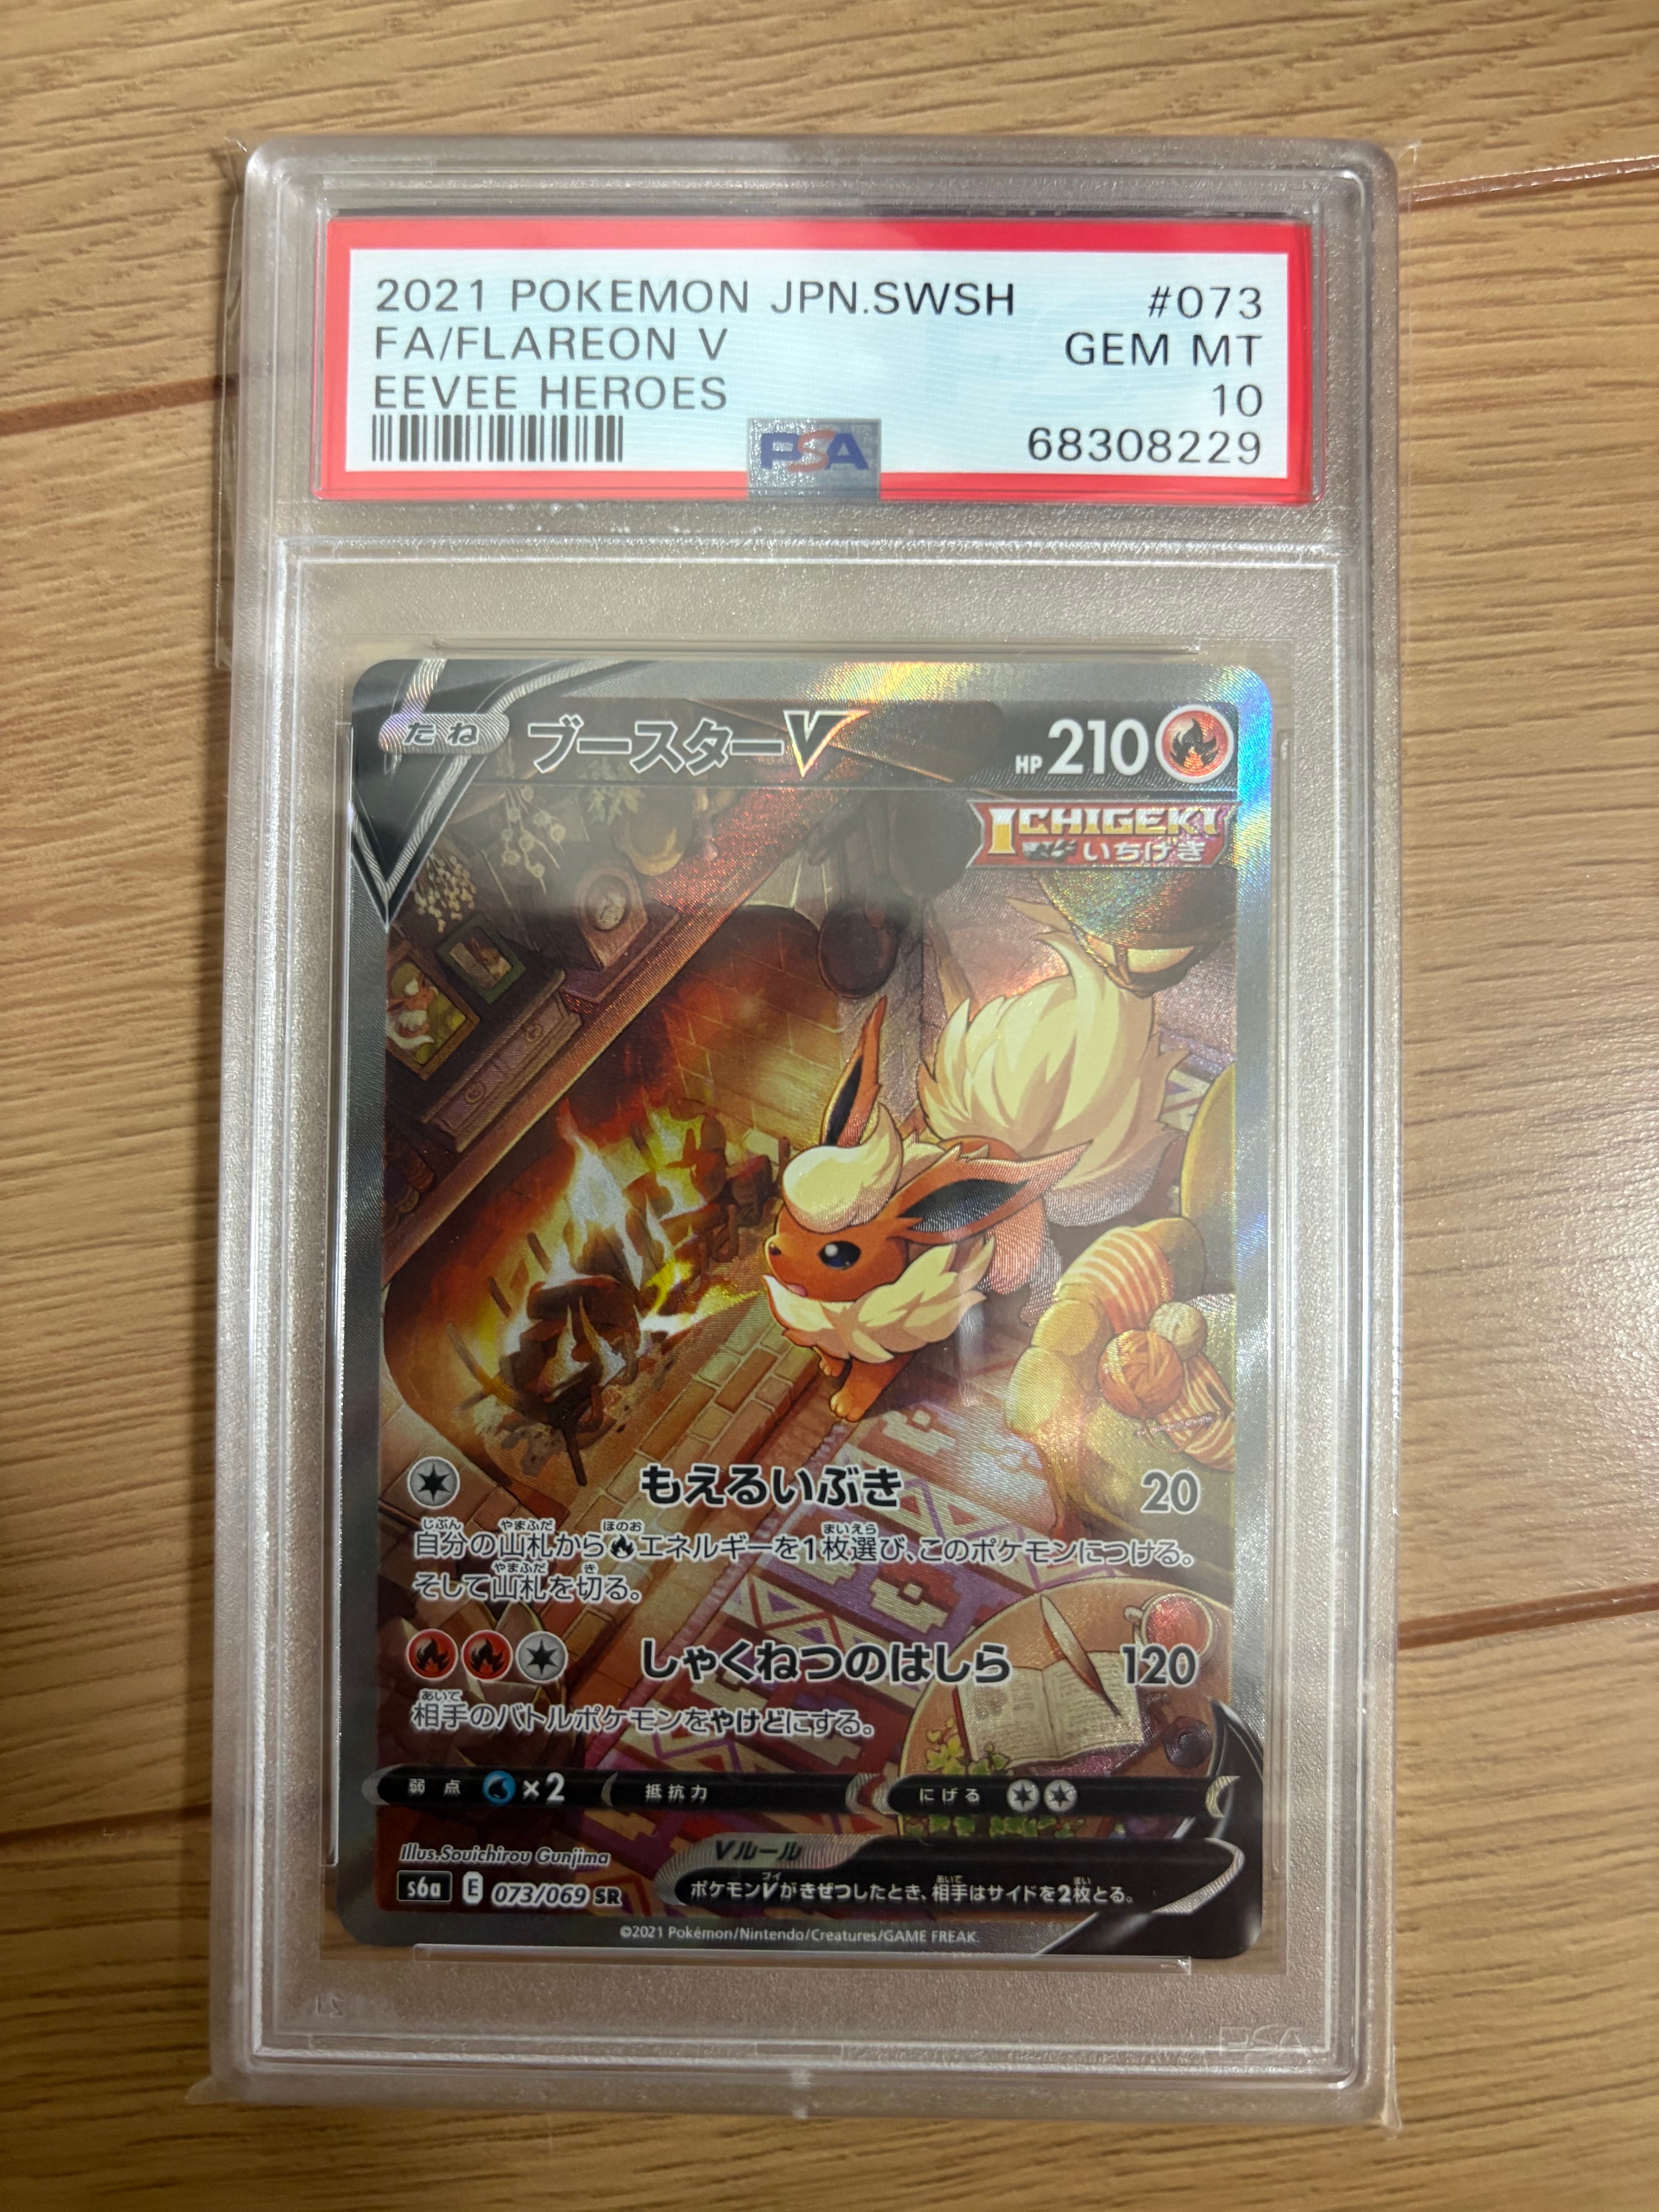 2021 POKEMON JPN.SWSH #073
FA/FLAREON V GEM MT
EEVEE HEROES 10
PSA 68308229
たね ブースターV HP 210
ICHIGEKI
いちげき
もえるいぶき 20
自分の山札から エネルギーを1枚選び、このポケモンにつける。
そして山札を切る。
しゃくねつのはしら 120
相手のバトルポケモンをやけどにする。
弱点 ×2 抵抗力 にげる
Illus.Souichirou Gunjima
Vルール
s6a E 073/069 SR
ポケモンVがきぜつしたとき、相手はサイドを2枚とる。
©2021 Pokémon/Nintendo/Creatures/GAME FREAK.
PSA